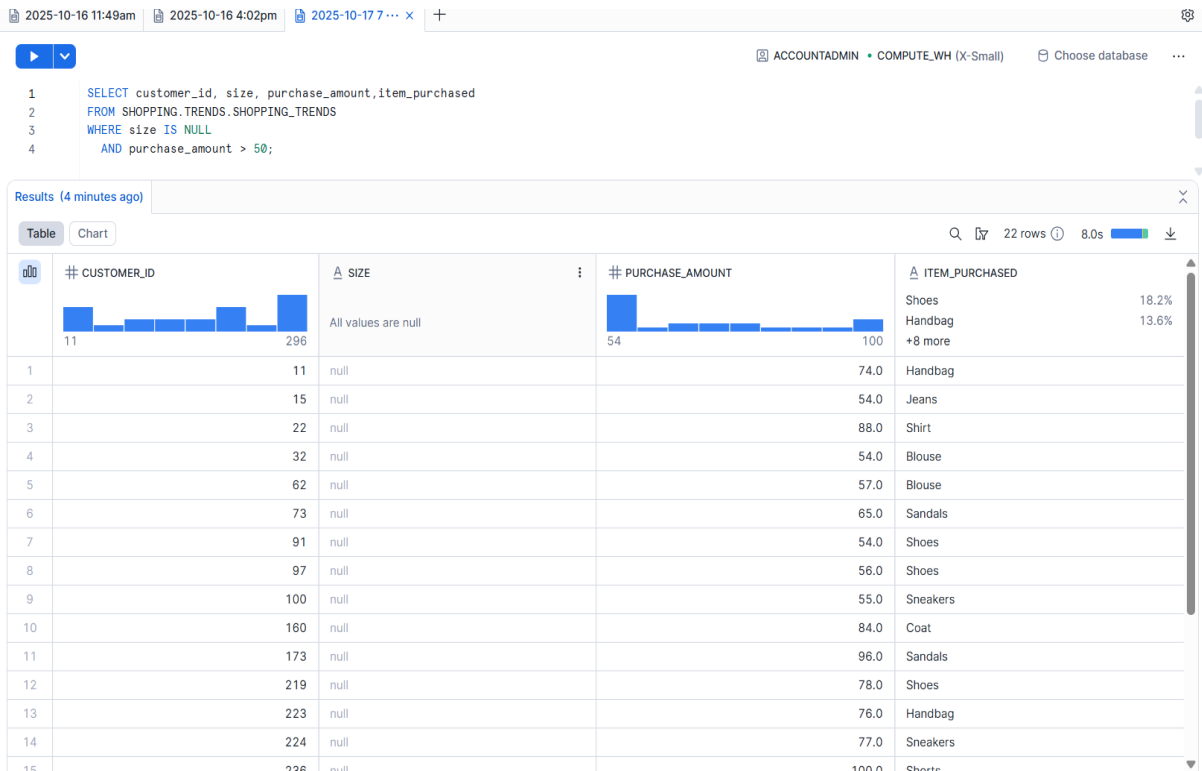 2025-10-16 11:49am 2025-10-16 4:02pm 2025-10-17 7 ··· × +
ACCOUNTADMIN • COMPUTE_WH (X-Small) Choose database ···
1 SELECT customer_id, size, purchase_amount,item_purchased
2 FROM SHOPPING.TRENDS.SHOPPING_TRENDS
3 WHERE size IS NULL
4 AND purchase_amount > 50;
Results (4 minutes ago)
Table Chart 22 rows 8.0s
# CUSTOMER_ID A SIZE # PURCHASE_AMOUNT A ITEM_PURCHASED
Shoes 18.2%
All values are null Handbag 13.6%
11 296 54 100 +8 more
1 11 null 74.0 Handbag
2 15 null 54.0 Jeans
3 22 null 88.0 Shirt
4 32 null 54.0 Blouse
5 62 null 57.0 Blouse
6 73 null 65.0 Sandals
7 91 null 54.0 Shoes
8 97 null 56.0 Shoes
9 100 null 55.0 Sneakers
10 160 null 84.0 Coat
11 173 null 96.0 Sandals
12 219 null 78.0 Shoes
13 223 null 76.0 Handbag
14 224 null 77.0 Sneakers
15 236 null 100.0 Shorts